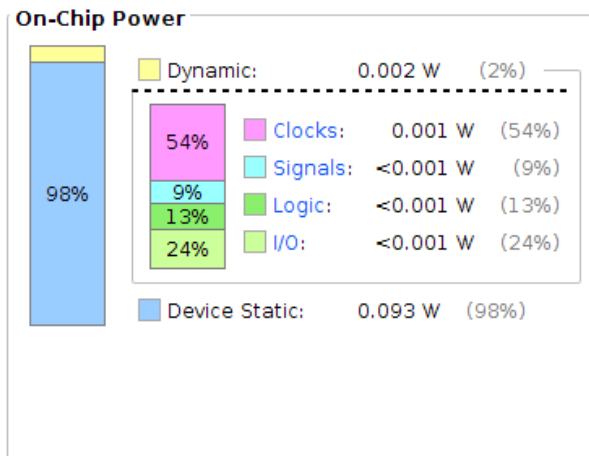 On-Chip Power
Dynamic: 0.002 W (2%)
54% Clocks: 0.001 W (54%)
9% Signals: <0.001 W (9%)
13% Logic: <0.001 W (13%)
24% I/O: <0.001 W (24%)
98%
Device Static: 0.093 W (98%)